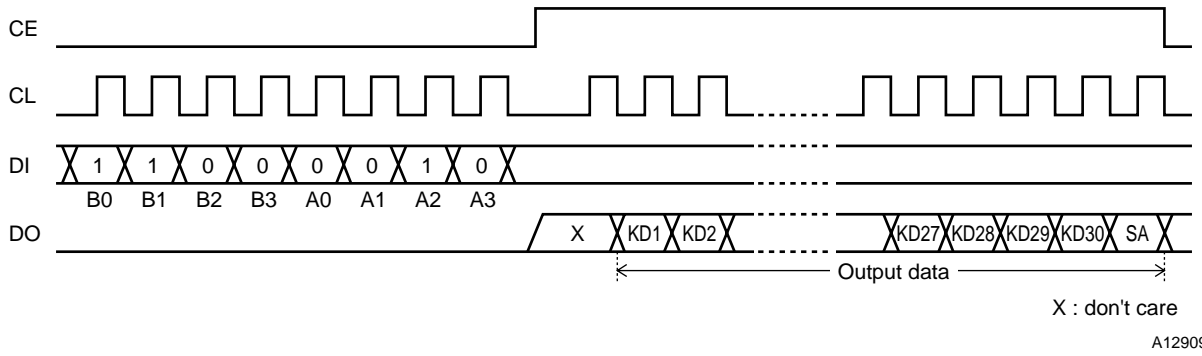 CE
CL
DI 1 1 0 0 0 0 1 0
B0 B1 B2 B3 A0 A1 A2 A3
DO X KD1 KD2 KD27 KD28 KD29 KD30 SA
Output data
X : don't care
A12909